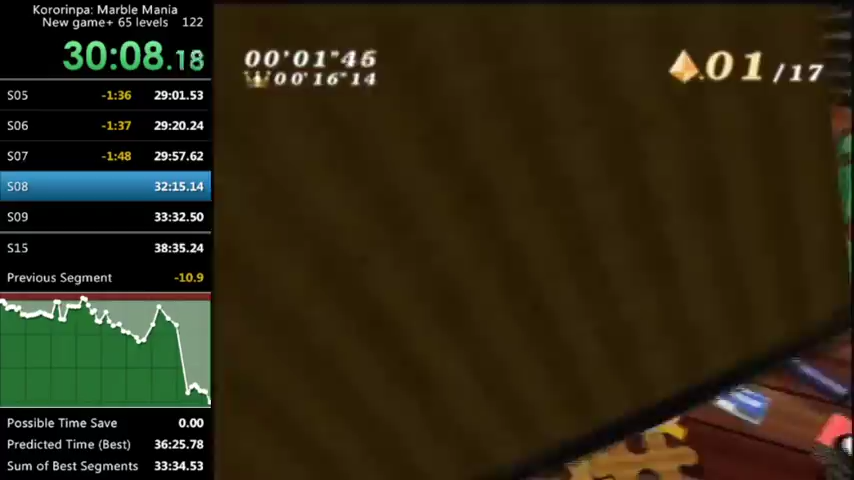 Kororinpa: Marble Mania
New game+ 65 levels 122
30:08.18
S05 -1:36 29:01.53
S06 -1:37 29:20.24
S07 -1:48 29:57.62
S08 32:15.14
S09 33:32.50
S15 38:35.24
Previous Segment -10.9
Possible Time Save 0.00
Predicted Time (Best) 36:25.78
Sum of Best Segments 33:34.53
00'01"46
00'16"14
01/17